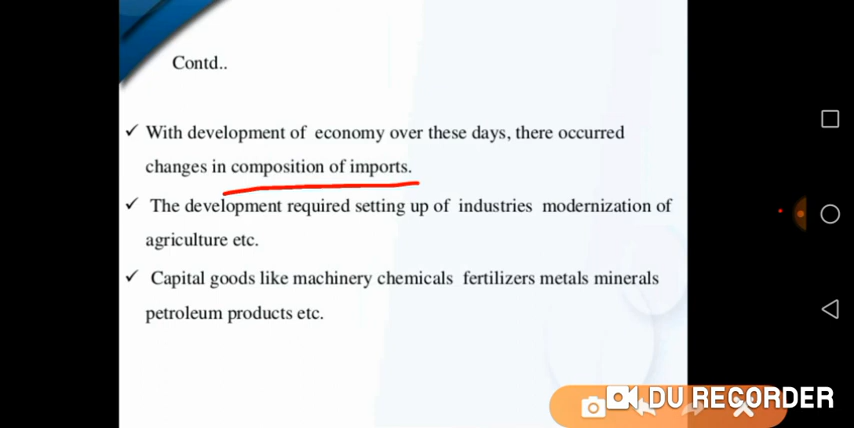 Contd..
✓ With development of economy over these days, there occurred
changes in composition of imports.
✓ The development required setting up of industries modernization of
agriculture etc.
✓ Capital goods like machinery chemicals fertilizers metals minerals
petroleum products etc.
DU RECORDER